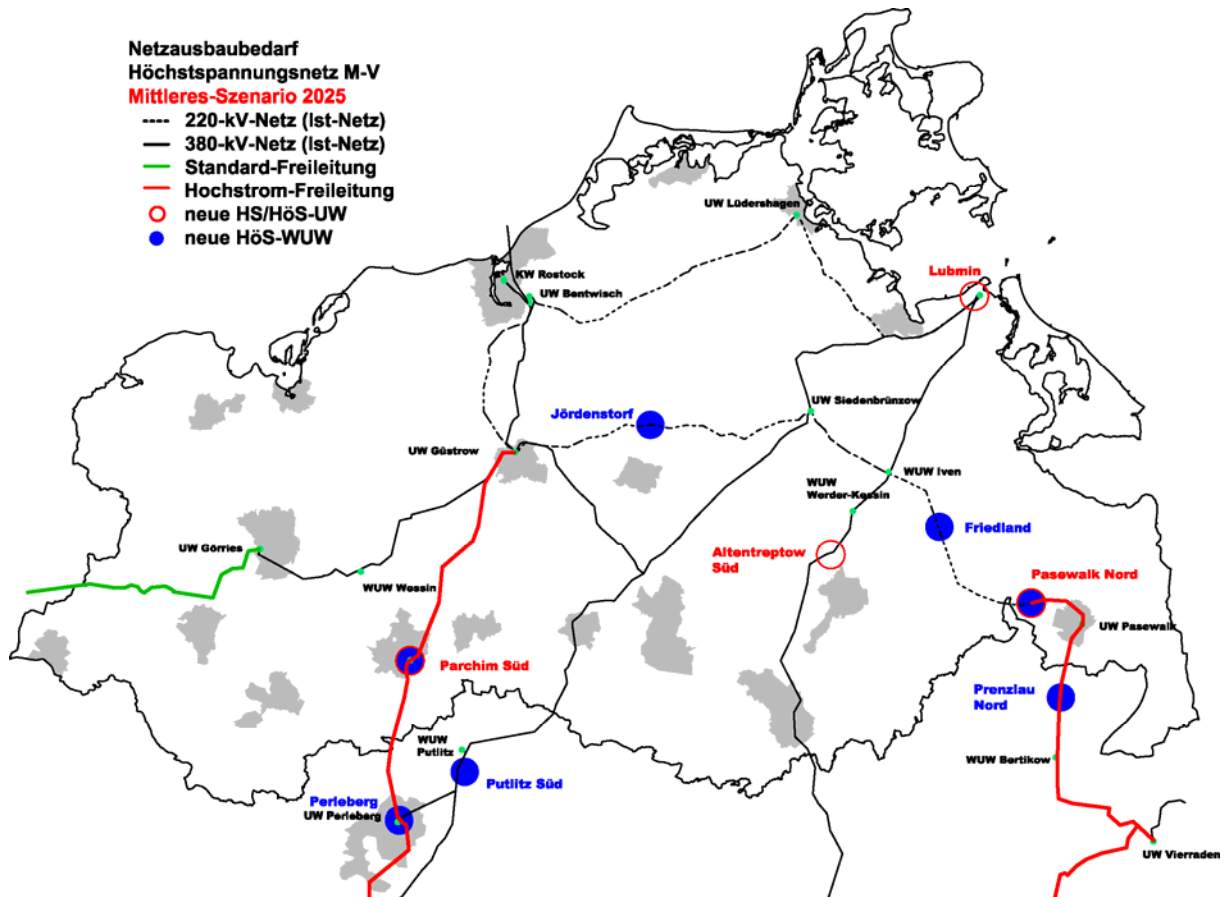 Netzausbaubedarf
Höchstspannungsnetz M-V
Mittleres-Szenario 2025
220-kV-Netz (Ist-Netz)
380-kV-Netz (Ist-Netz)
Standard-Freileitung
Hochstrom-Freileitung
neue HS/HöS-UW
neue HöS-WUW
UW Lüdershagen
KW Rostock
UW Bentwisch
Lubmin
Jördenstorf
UW Siedenbrünzow
UW Güstrow
WUW Iven
WUW
Werder-Kessin
Friedland
UW Görries
Altentreptow
Süd
WUW Wessin
Pasewalk Nord
UW Pasewalk
Parchim Süd
Prenzlau
Nord
WUW
Putlitz
WUW Bertikow
Putlitz Süd
Perleberg
UW Perleberg
UW Vierraden